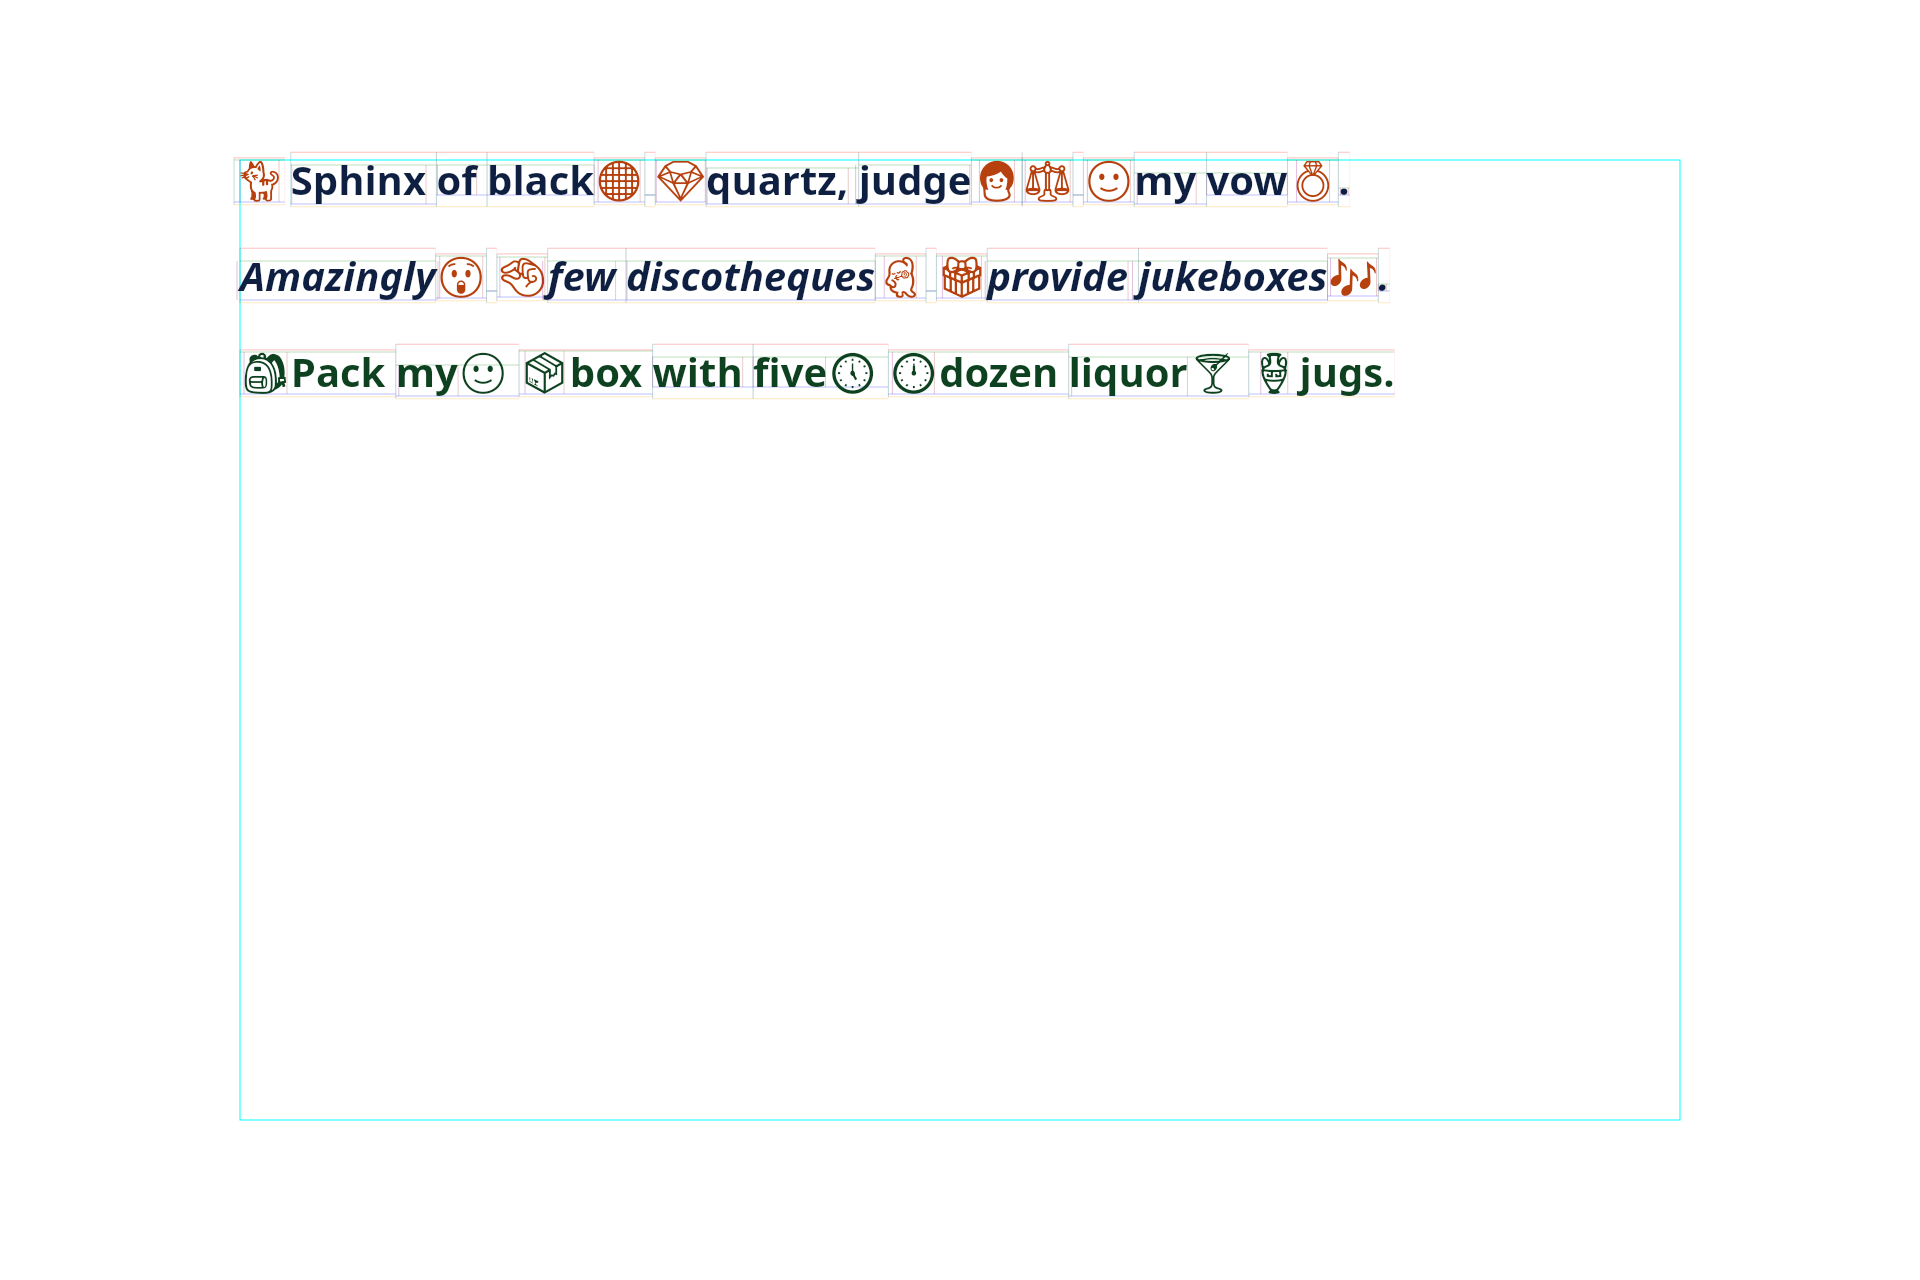 🐈Sphinx of black🌐 💎quartz, judge👩⚖ 🙂my vow💍.
Amazingly😲 🤏few discotheques🕺 🎁provide jukeboxes🎶.
🎒Pack my🙂 📦box with five🕔 🕛dozen liquor🍸 🏺jugs.